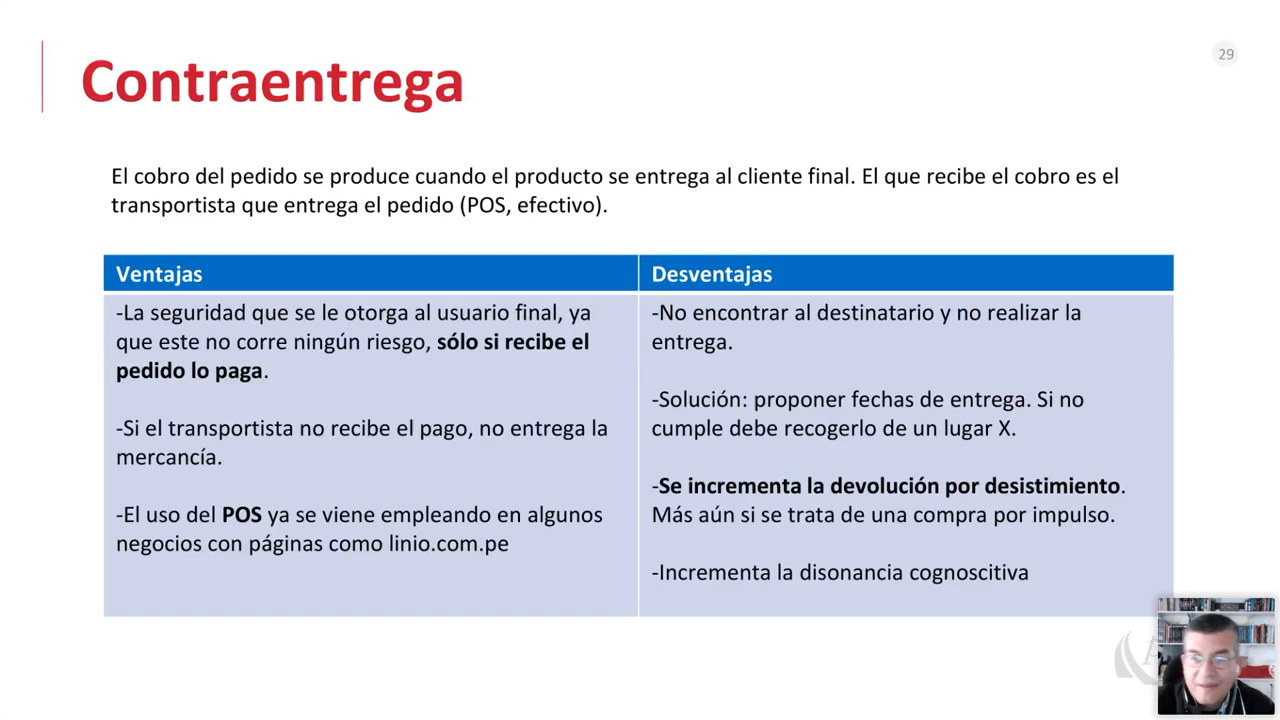 29
Contraentrega
El cobro del pedido se produce cuando el producto se entrega al cliente final. El que recibe el cobro es el
transportista que entrega el pedido (POS, efectivo).
Ventajas
-La seguridad que se le otorga al usuario final, ya
que este no corre ningún riesgo, sólo si recibe el
pedido lo paga.
-Si el transportista no recibe el pago, no entrega la
mercancía.
-El uso del POS ya se viene empleando en algunos
negocios con páginas como linio.com.pe
Desventajas
-No encontrar al destinatario y no realizar la
entrega.
-Solución: proponer fechas de entrega. Si no
cumple debe recogerlo de un lugar X.
-Se incrementa la devolución por desistimiento.
Más aún si se trata de una compra por impulso.
-Incrementa la disonancia cognoscitiva